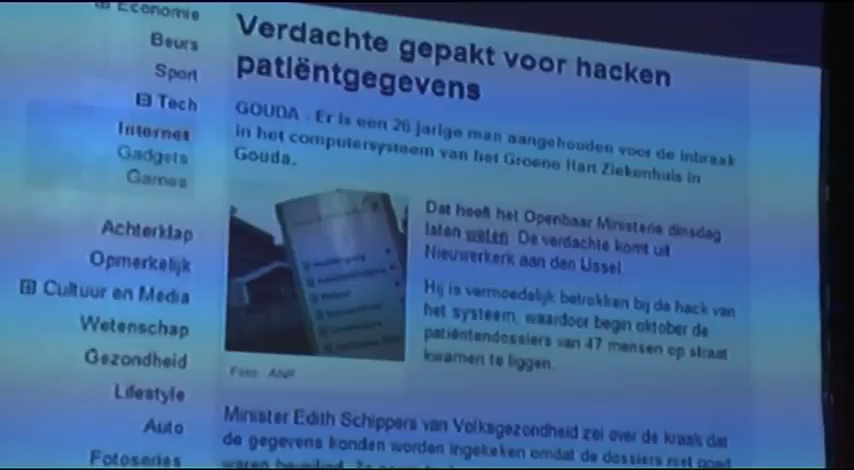 Economie
Beurs
Sport
Tech
Internet
Gadgets
Games
Achterklap
Opmerkelijk
Cultuur en Media
Wetenschap
Gezondheid
Lifestyle
Auto
Fotoseries
Verdachte gepakt voor hacken
patiëntgegevens
GOUDA - Er is een 26 jarige man aangehouden voor de inbraak
in het computersysteem van het Groene Hart Ziekenhuis in
Gouda.
Dat heeft het Openbaar Ministerie dinsdag
laten weten. De verdachte komt uit
Nieuwerkerk aan den IJssel.
Hij is vermoedelijk betrokken bij de hack van
het systeem, waardoor begin oktober de
patiëntendossiers van 47 mensen op straat
kwamen te liggen.
Foto: ANP
Minister Edith Schippers van Volksgezondheid zei over de kraak dat
de gegevens konden worden ingekeken omdat de dossiers niet goed
waren beveiligd.